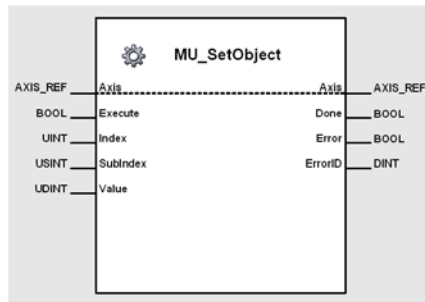 MU_SetObject
AXIS_REF Axis Axis AXIS_REF
BOOL Execute Done BOOL
UINT Index Error BOOL
USINT SubIndex ErrorID DINT
UDINT Value